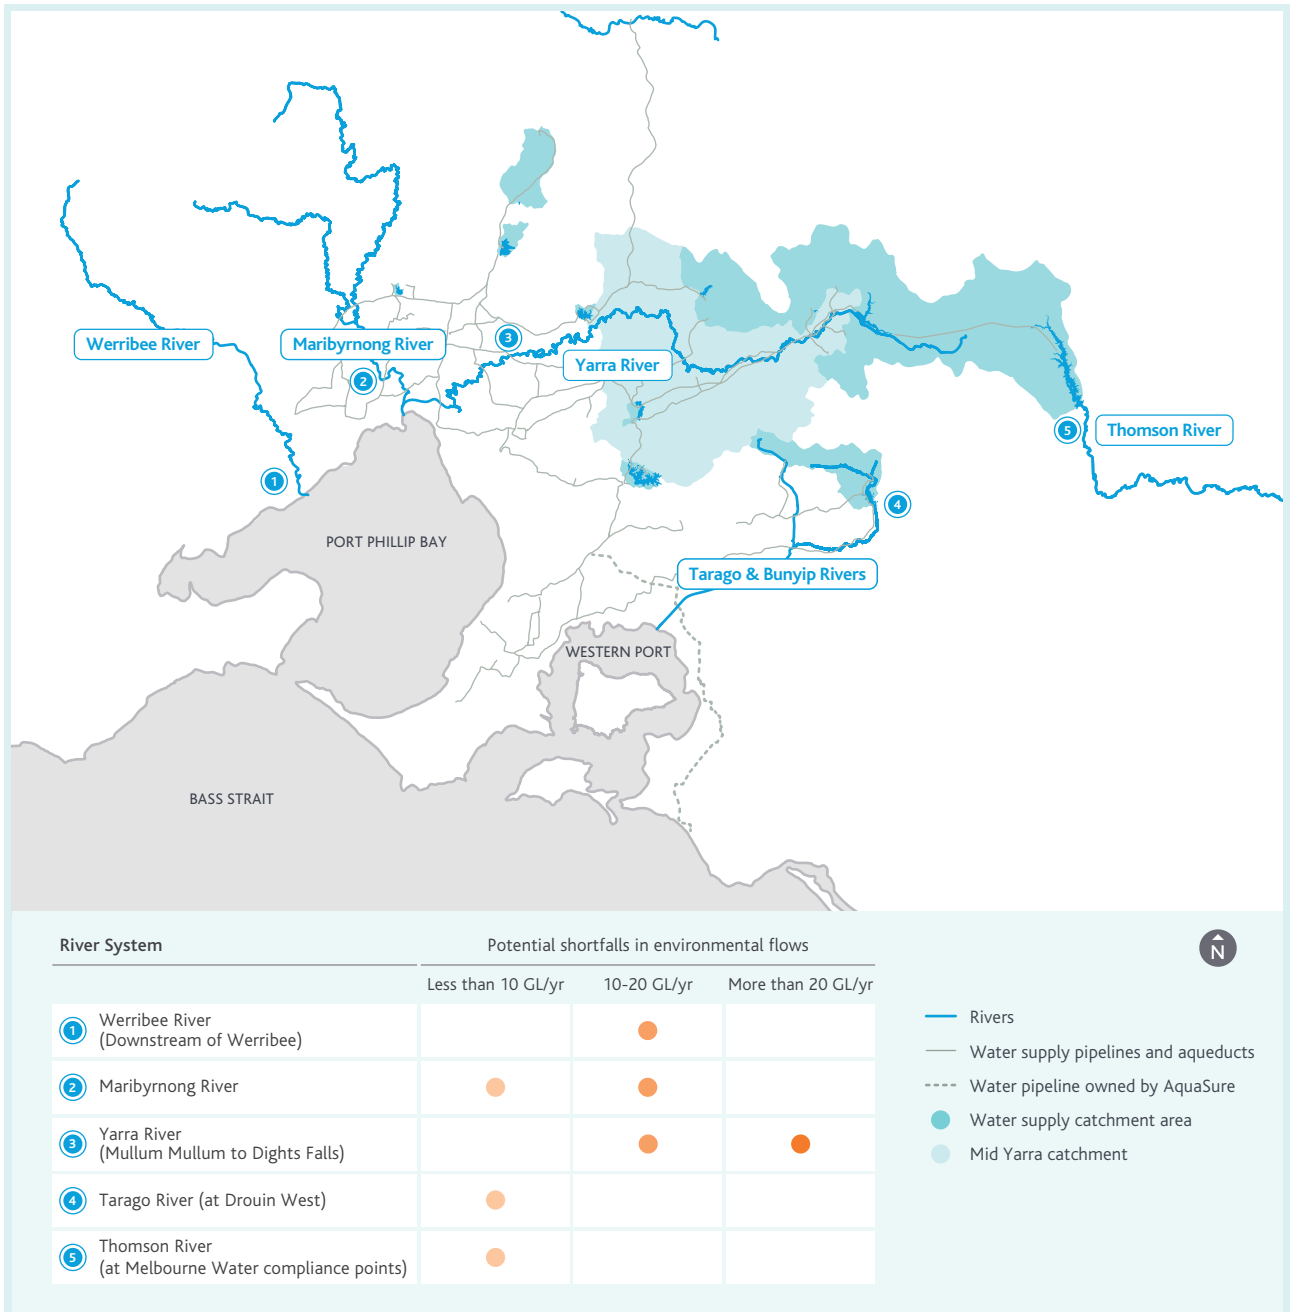 Werribee River
Maribyrnong River
3
Yarra River
2
Thomson River
5
1
4
PORT PHILLIP BAY
Tarago & Bunyip Rivers
WESTERN PORT
BASS STRAIT
River System
Potential shortfalls in environmental flows
Less than 10 GL/yr
10-20 GL/yr
More than 20 GL/yr
1
Werribee River
(Downstream of Werribee)
2
Maribyrnong River
3
Yarra River
(Mullum Mullum to Dights Falls)
4
Tarago River (at Drouin West)
5
Thomson River
(at Melbourne Water compliance points)
N
Rivers
Water supply pipelines and aqueducts
Water pipeline owned by AquaSure
Water supply catchment area
Mid Yarra catchment